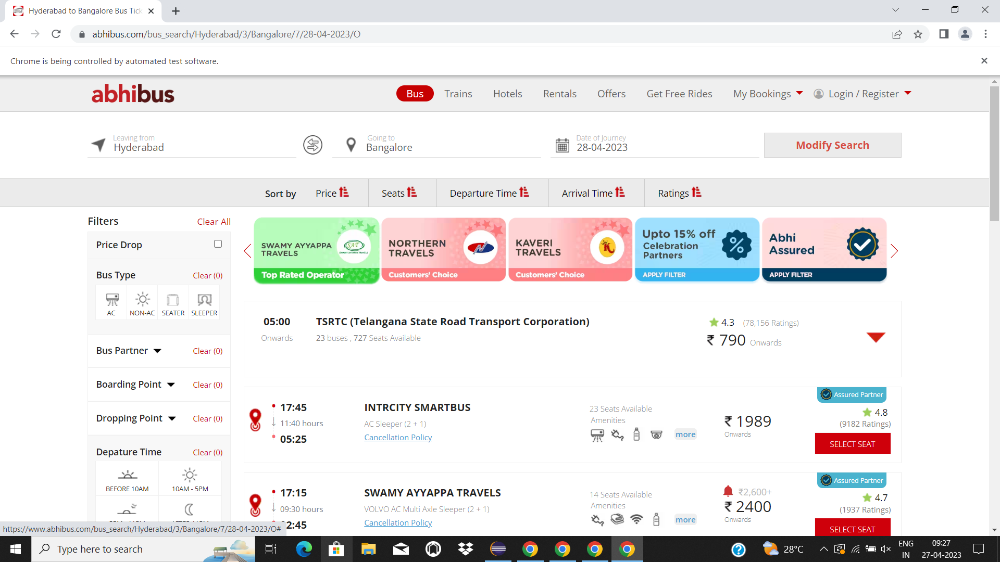 Hyderabad to Bangalore Bus Tick
abhibus.com/bus_search/Hyderabad/3/Bangalore/7/28-04-2023/O
Chrome is being controlled by automated test software.
abhibus
Bus
Trains
Hotels
Rentals
Offers
Get Free Rides
My Bookings
Login / Register
Leaving from
Hyderabad
Going to
Bangalore
Date of Journey
28-04-2023
Modify Search
Sort by
Price
Seats
Departure Time
Arrival Time
Ratings
Filters
Clear All
Price Drop
Bus Type
Clear (0)
AC
NON-AC
SEATER
SLEEPER
Bus Partner
Clear (0)
Boarding Point
Clear (0)
Dropping Point
Clear (0)
Depature Time
Clear (0)
BEFORE 10AM
10AM - 5PM
SWAMY AYYAPPA
TRAVELS
SAT
SWAMY AYYAPPA TRAVELS
Top Rated Operator
NORTHERN
TRAVELS
Customers' Choice
KAVERI
TRAVELS
K
Customers' Choice
Upto 15% off
Celebration
Partners
%
APPLY FILTER
Abhi
Assured
APPLY FILTER
05:00
Onwards
TSRTC (Telangana State Road Transport Corporation)
23 buses , 727 Seats Available
4.3 (78,156 Ratings)
₹ 790 Onwards
17:45
11:40 hours
05:25
INTRCITY SMARTBUS
AC Sleeper (2 + 1)
Cancellation Policy
23 Seats Available
Amenities
more
₹ 1989
Onwards
Assured Partner
4.8
(9182 Ratings)
SELECT SEAT
17:15
09:30 hours
02:45
SWAMY AYYAPPA TRAVELS
VOLVO AC Multi Axle Sleeper (2 + 1)
Cancellation Policy
14 Seats Available
Amenities
more
₹2,600+
₹ 2400
Onwards
Assured Partner
4.7
(1937 Ratings)
SELECT SEAT
https://www.abhibus.com/bus_search/Hyderabad/3/Bangalore/7/28-04-2023/O#
Type here to search
28°C
ENG
IN
09:27
27-04-2023